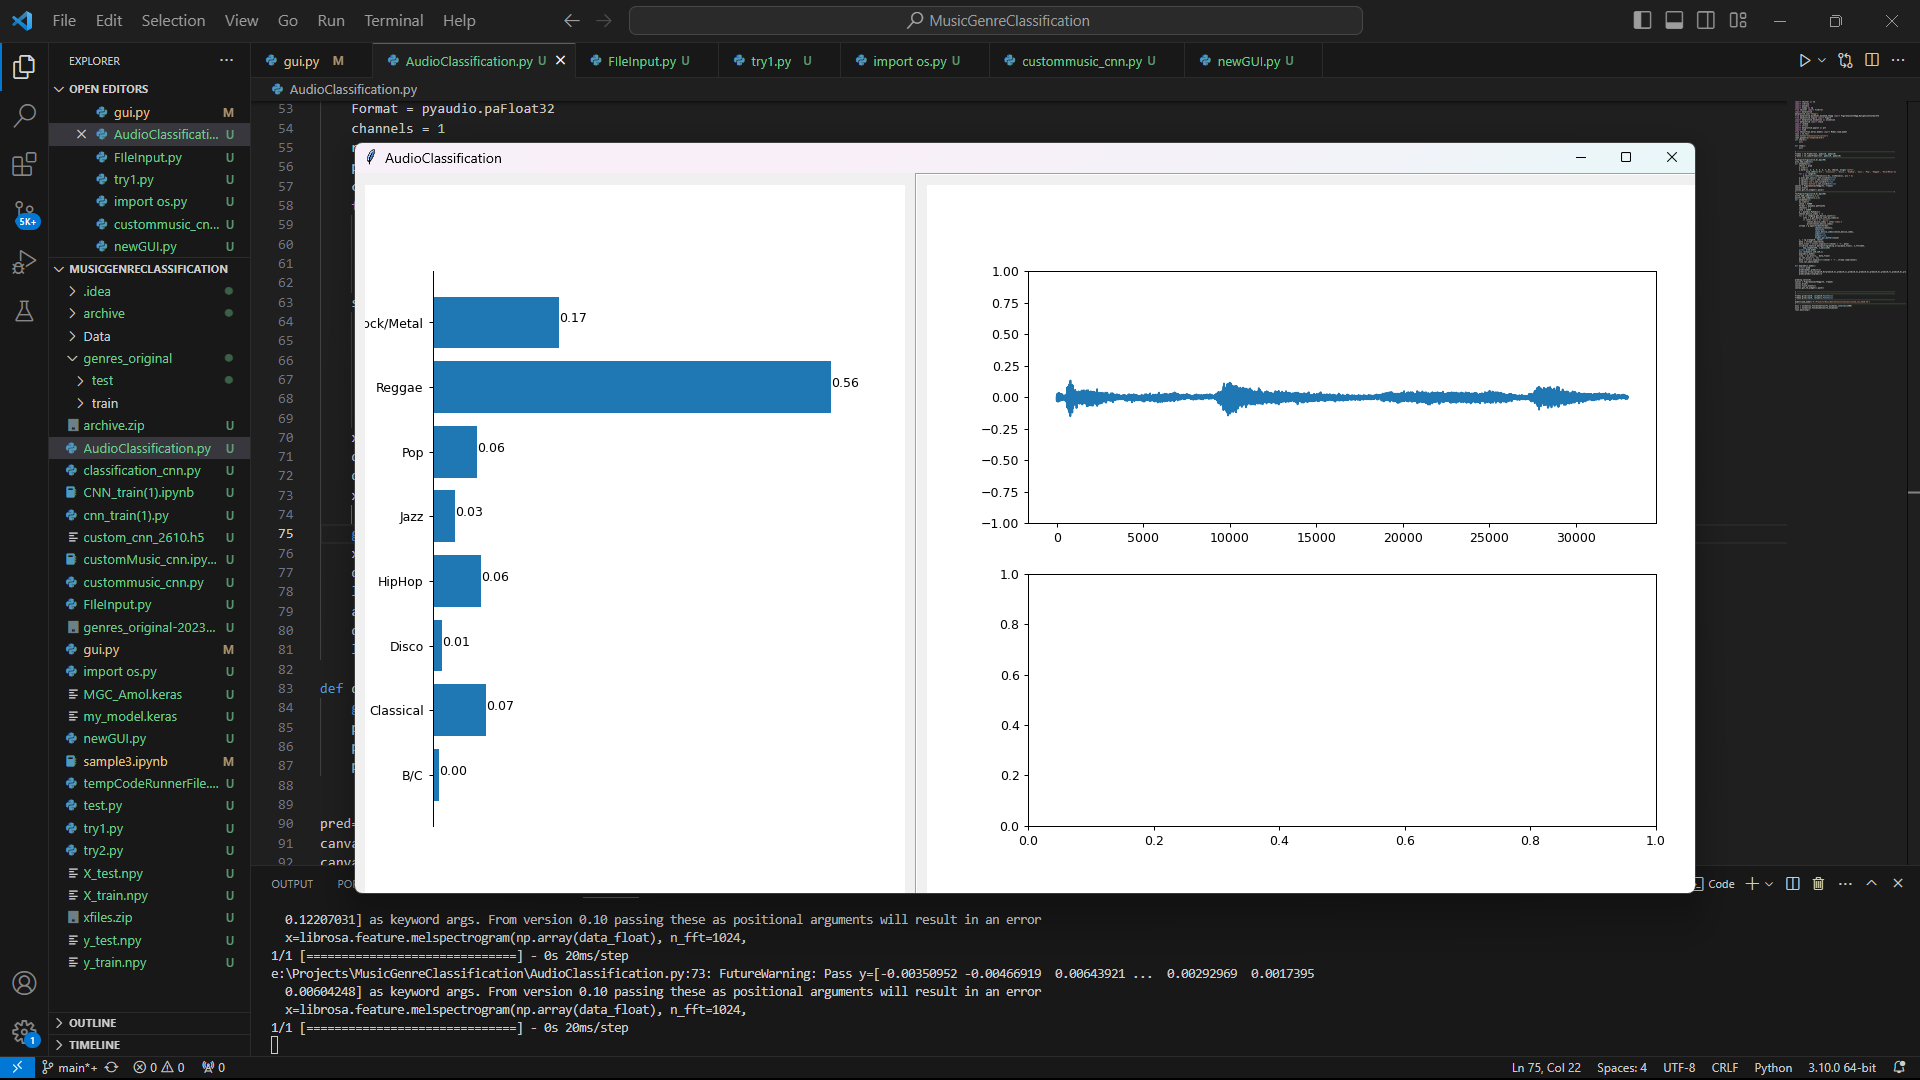 File Edit Selection View Go Run Terminal Help
MusicGenreClassification
EXPLORER
OPEN EDITORS
gui.py M
AudioClassificati... U
FIleInput.py U
try1.py U
import os.py U
custommusic_cn... U
newGUI.py U
5K+
MUSICGENRECLASSIFICATION
.idea
archive
Data
genres_original
test
train
archive.zip U
AudioClassification.py U
classification_cnn.py U
CNN_train(1).ipynb U
cnn_train(1).py U
custom_cnn_2610.h5 U
customMusic_cnn.ipy... U
custommusic_cnn.py U
FIleInput.py U
genres_original-2023... U
gui.py M
import os.py U
MGC_Amol.keras U
my_model.keras U
newGUI.py U
sample3.ipynb M
tempCodeRunnerFile.... U
test.py U
try1.py U
try2.py U
X_test.npy U
X_train.npy U
xfiles.zip U
y_test.npy U
y_train.npy U
OUTLINE
TIMELINE
1
gui.py M
AudioClassification.py U
FIleInput.py U
try1.py U
import os.py U
custommusic_cnn.py U
newGUI.py U
AudioClassification.py
53 Format = pyaudio.paFloat32
54 channels = 1
55
56
57
58
59
60
61
62
63
64
65
66
67
68
69
70
71
72
73
74
75
76
77
78
79
80
81
82
83 def
84
85
86
87
88
89
90 pred=
91 canva
92 canva
AudioClassification
ock/Metal 0.17
Reggae 0.56
Pop 0.06
Jazz 0.03
HipHop 0.06
Disco 0.01
Classical 0.07
B/C 0.00
1.00
0.75
0.50
0.25
0.00
−0.25
−0.50
−0.75
−1.00
0 5000 10000 15000 20000 25000 30000
1.0
0.8
0.6
0.4
0.2
0.0
0.0 0.2 0.4 0.6 0.8 1.0
OUTPUT
Code
0.12207031] as keyword args. From version 0.10 passing these as positional arguments will result in an error
x=librosa.feature.melspectrogram(np.array(data_float), n_fft=1024,
1/1 [==============================] - 0s 20ms/step
e:\Projects\MusicGenreClassification\AudioClassification.py:73: FutureWarning: Pass y=[-0.00350952 -0.00466919 0.00643921 ... 0.00292969 0.0017395
0.00604248] as keyword args. From version 0.10 passing these as positional arguments will result in an error
x=librosa.feature.melspectrogram(np.array(data_float), n_fft=1024,
1/1 [==============================] - 0s 20ms/step
main*+ 0 0 0
Ln 75, Col 22 Spaces: 4 UTF-8 CRLF Python 3.10.0 64-bit